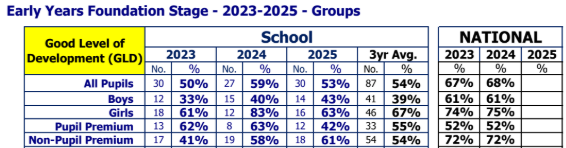 Early Years Foundation Stage - 2023-2025 - Groups
Good Level of Development (GLD) School NATIONAL
2023 2024 2025 3yr Avg. 2023 2024 2025
No. % No. % No. % No. % % % %
All Pupils 30 50% 27 59% 30 53% 87 54% 67% 68%
Boys 12 33% 15 40% 14 43% 41 39% 61% 61%
Girls 18 61% 12 83% 16 63% 46 67% 74% 75%
Pupil Premium 13 62% 8 63% 12 42% 33 55% 52% 52%
Non-Pupil Premium 17 41% 19 58% 18 61% 54 54% 72% 72%